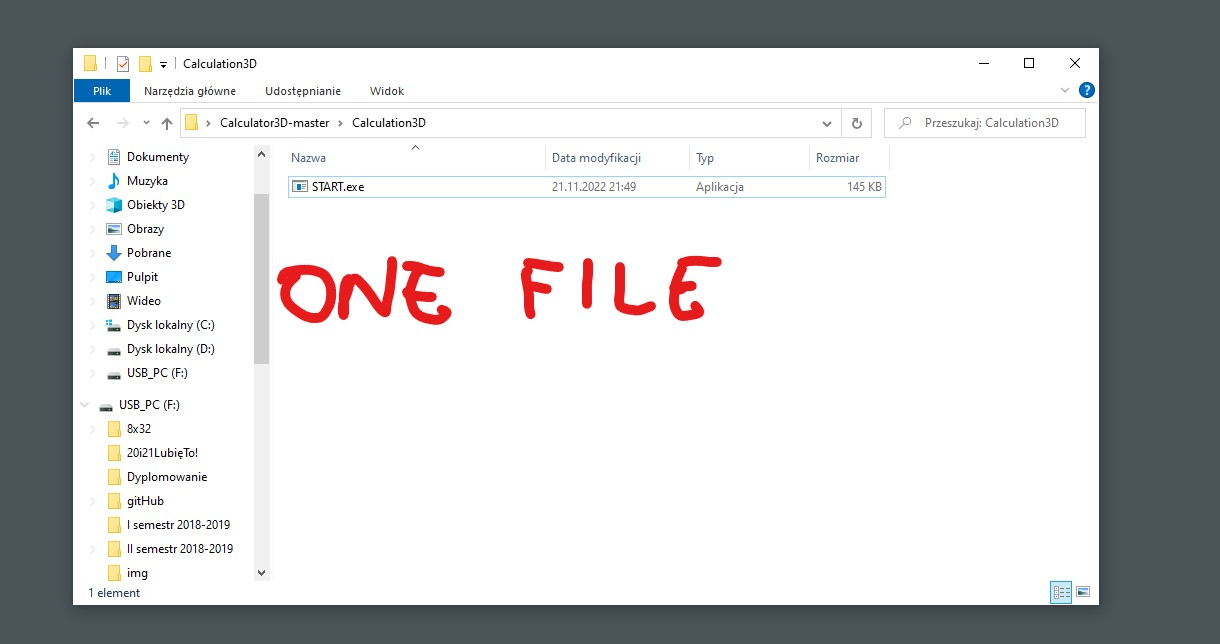 Calculation3D
Plik Narzędzia główne Udostępnianie Widok
Calculator3D-master Calculation3D Przeszukaj: Calculation3D
Nazwa Data modyfikacji Typ Rozmiar
START.exe 21.11.2022 21:49 Aplikacja 145 KB
Dokumenty
Muzyka
Obiekty 3D
Obrazy
Pobrane
Pulpit
Wideo
Dysk lokalny (C:)
Dysk lokalny (D:)
USB_PC (F:)
USB_PC (F:)
8x32
20i21LubięTo!
Dyplomowanie
gitHub
I semestr 2018-2019
II semestr 2018-2019
img
ONE FILE
1 element